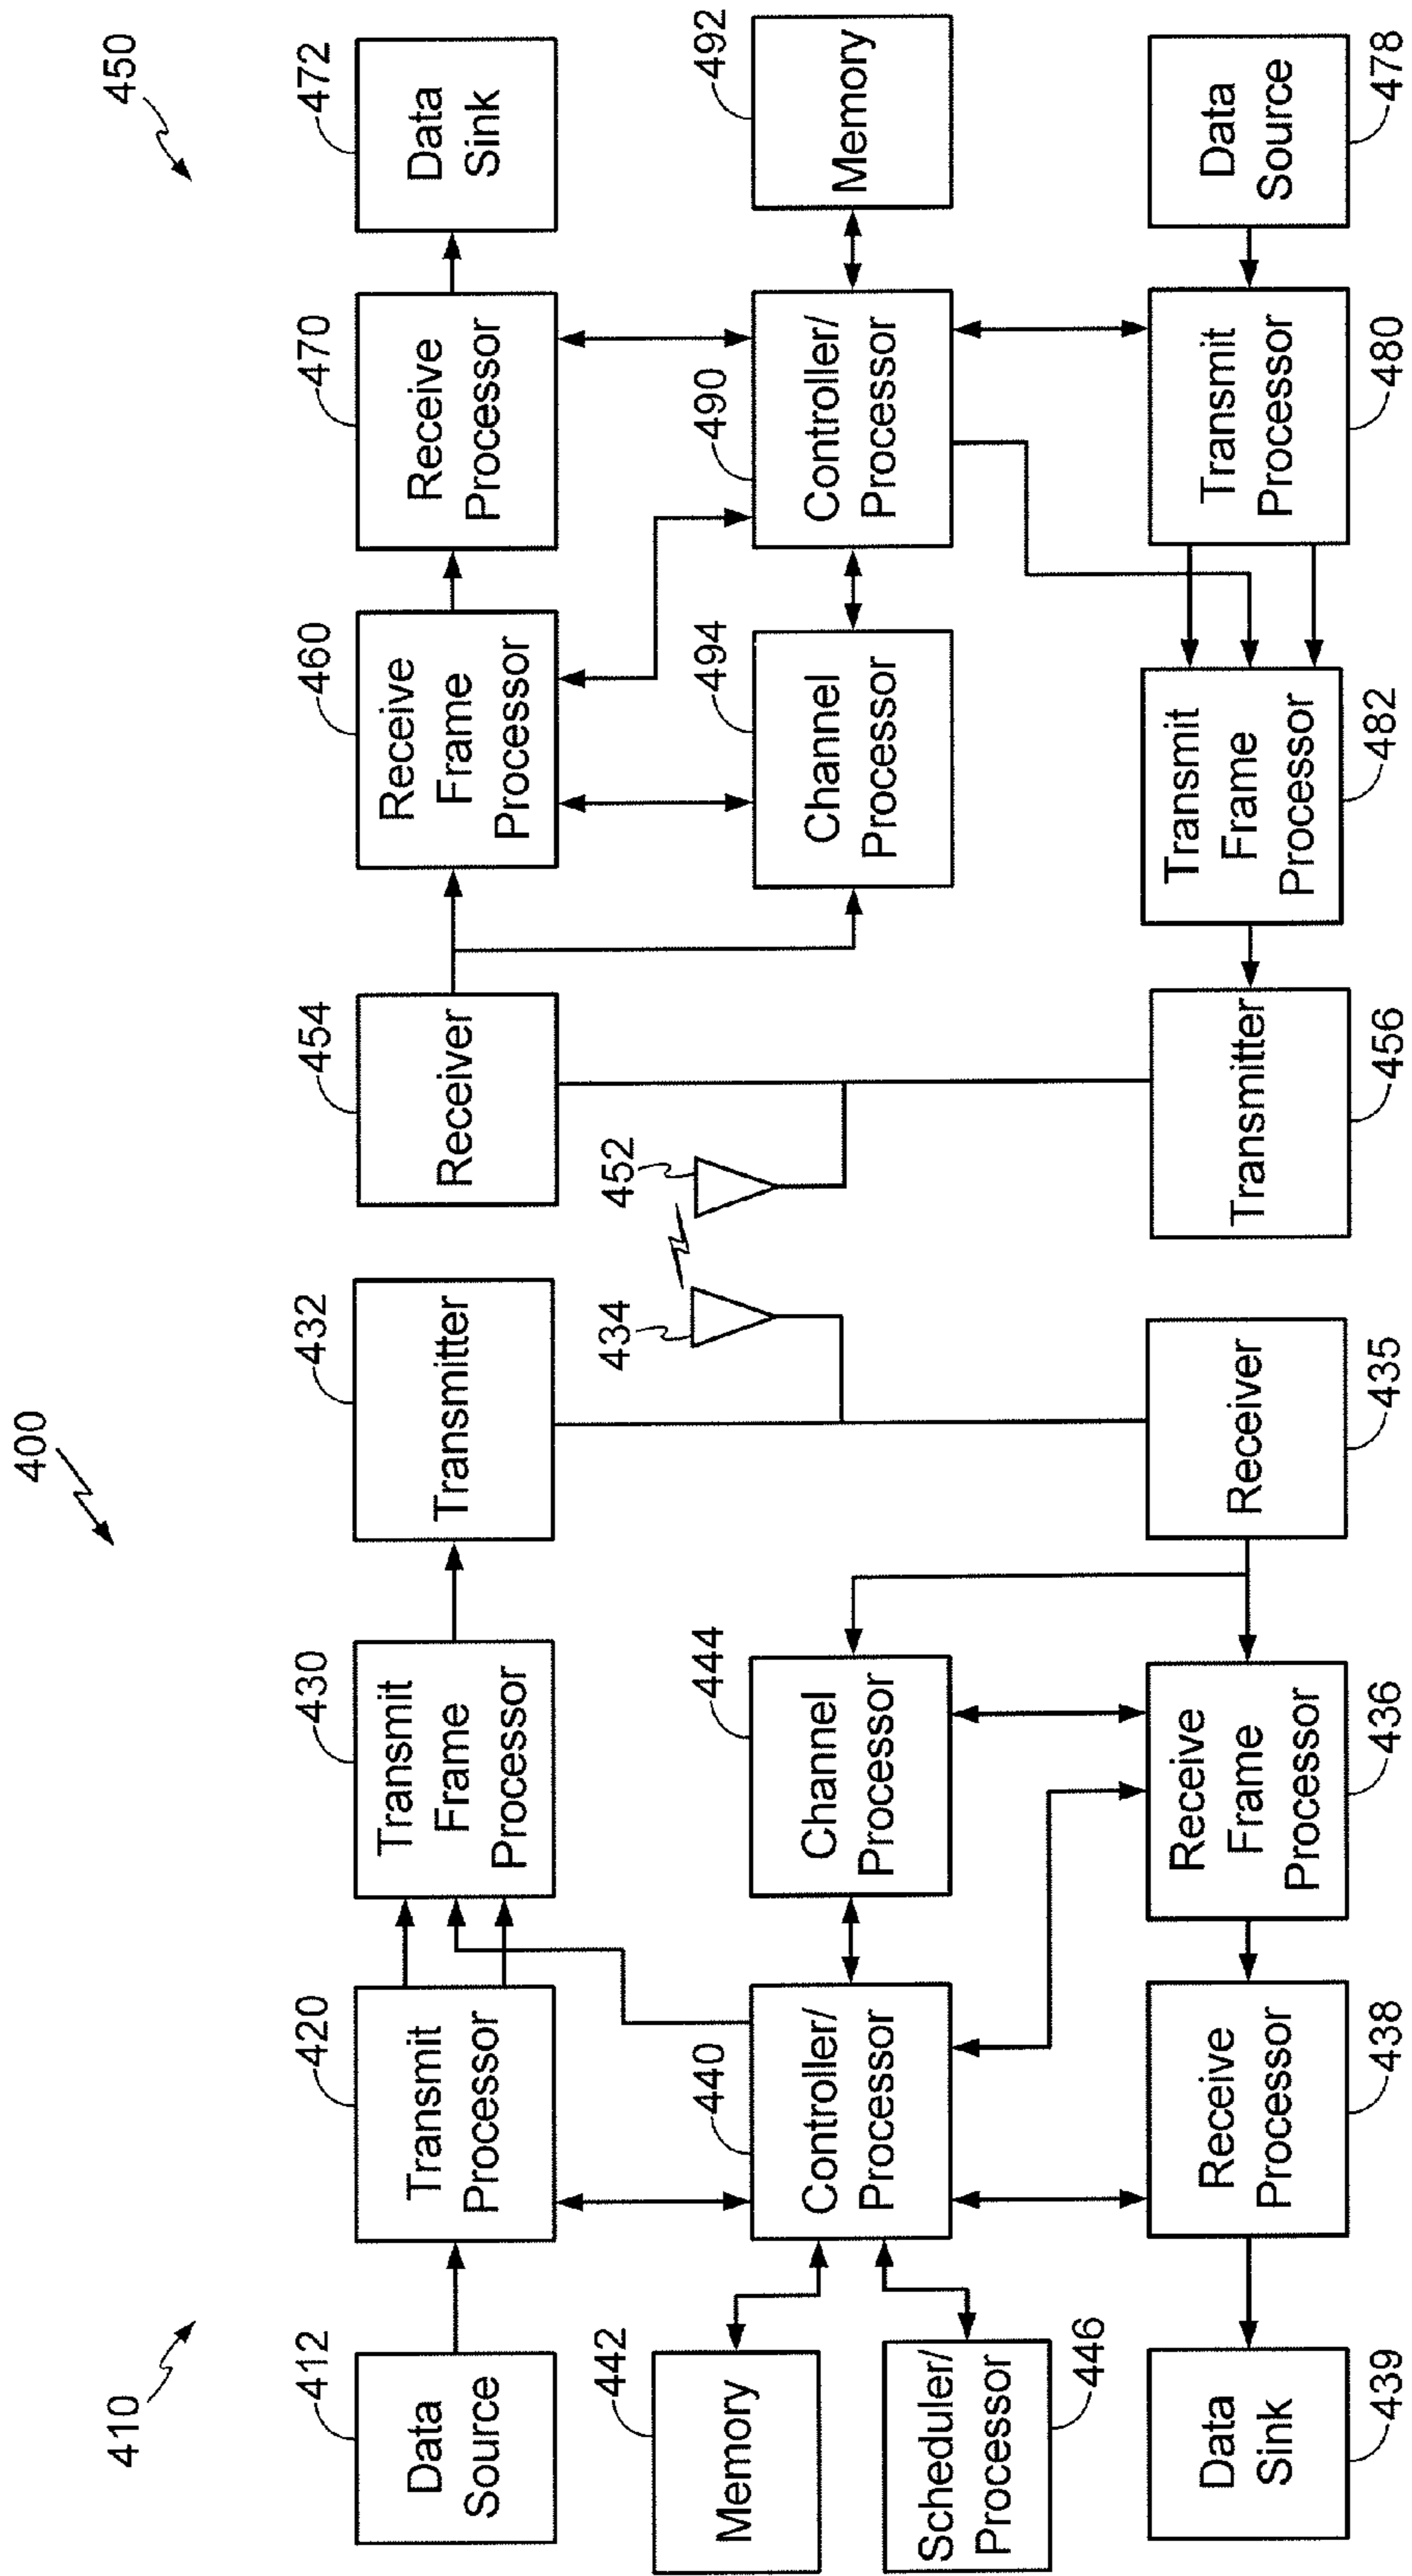 400
410
450
412
Data
Source
420
Transmit
Processor
430
Transmit
Frame
Processor
432
Transmitter
454
Receiver
460
Receive
Frame
Processor
470
Receive
Processor
472
Data
Sink
442
Memory
440
Controller/
Processor
444
Channel
Processor
434
452
494
Channel
Processor
490
Controller/
Processor
492
Memory
Scheduler/
Processor
446
Data
Sink
439
Receive
Processor
438
Receive
Frame
Processor
436
Receiver
435
Transmitter
456
Transmit
Frame
Processor
482
Transmit
Processor
480
Data
Source
478